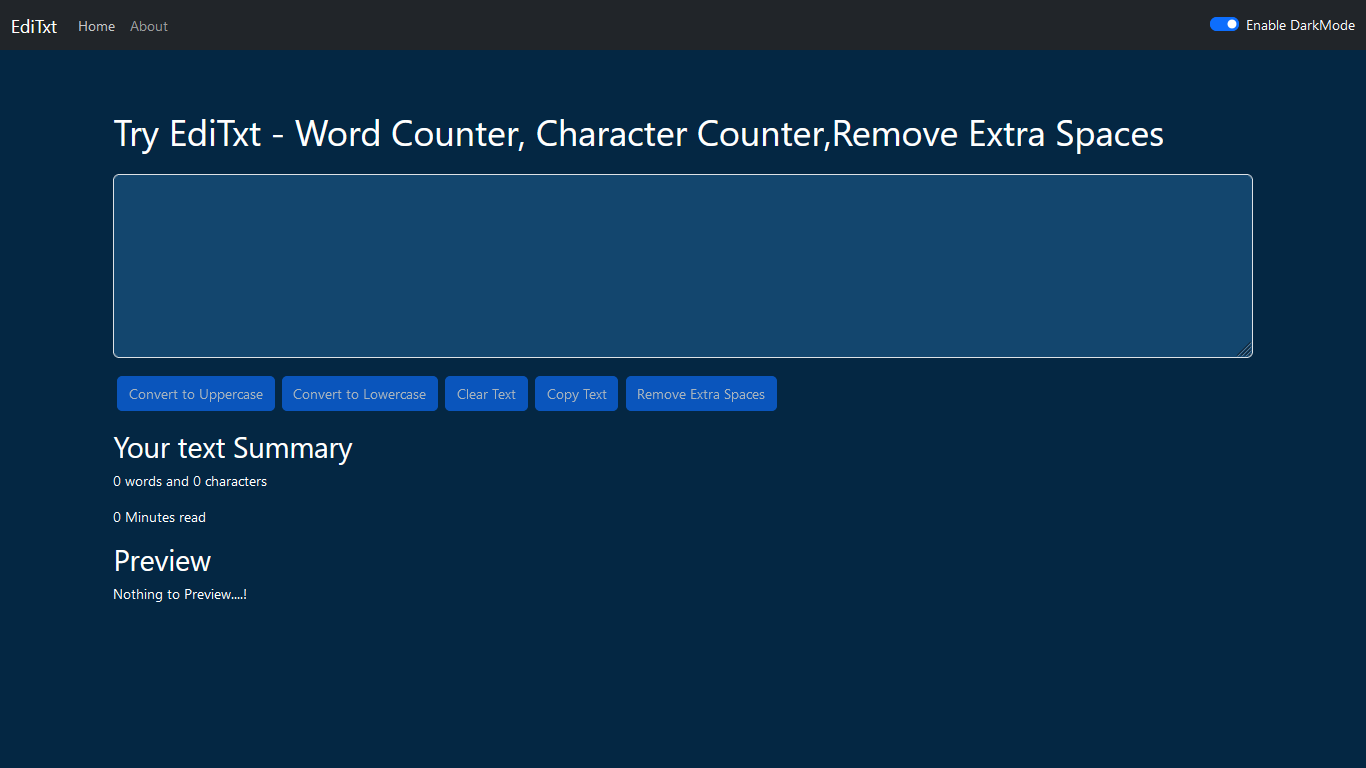 EdiTxt Home About Enable DarkMode
Try EdiTxt - Word Counter, Character Counter,Remove Extra Spaces
Convert to Uppercase Convert to Lowercase Clear Text Copy Text Remove Extra Spaces
Your text Summary
0 words and 0 characters
0 Minutes read
Preview
Nothing to Preview....!